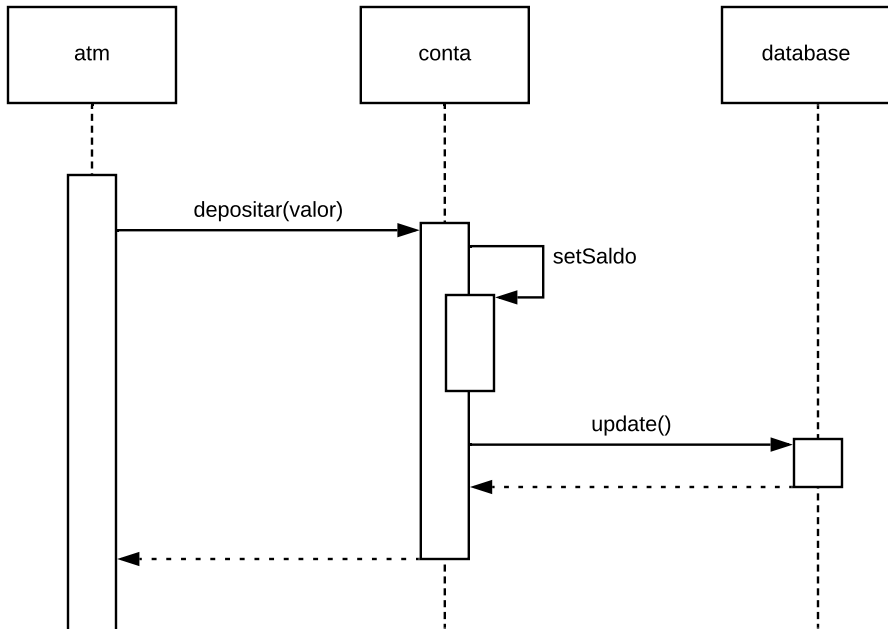 atm
conta
database
depositar(valor)
setSaldo
update()